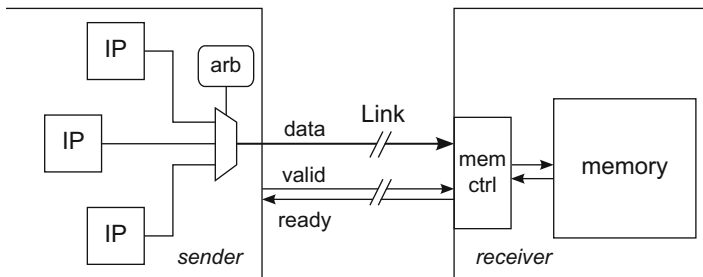 IP
arb
IP
IP
sender
data
Link
valid
ready
mem
ctrl
memory
receiver